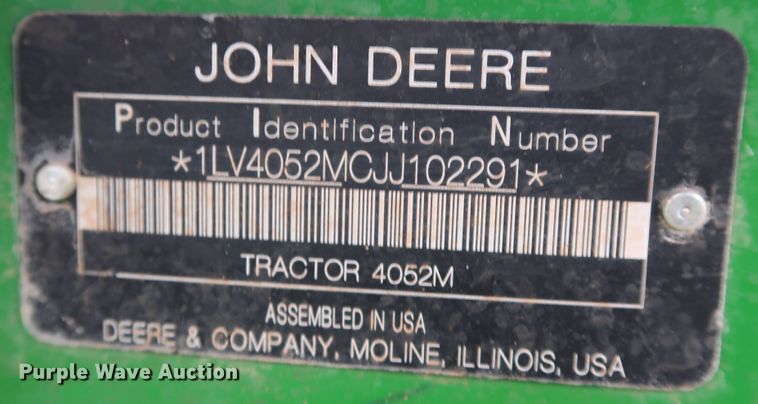 JOHN DEERE
Product Identification Number
*1LV4052MCJJ102291*
TRACTOR 4052M
ASSEMBLED IN USA
DEERE & COMPANY, MOLINE, ILLINOIS, USA
Purple Wave Auction